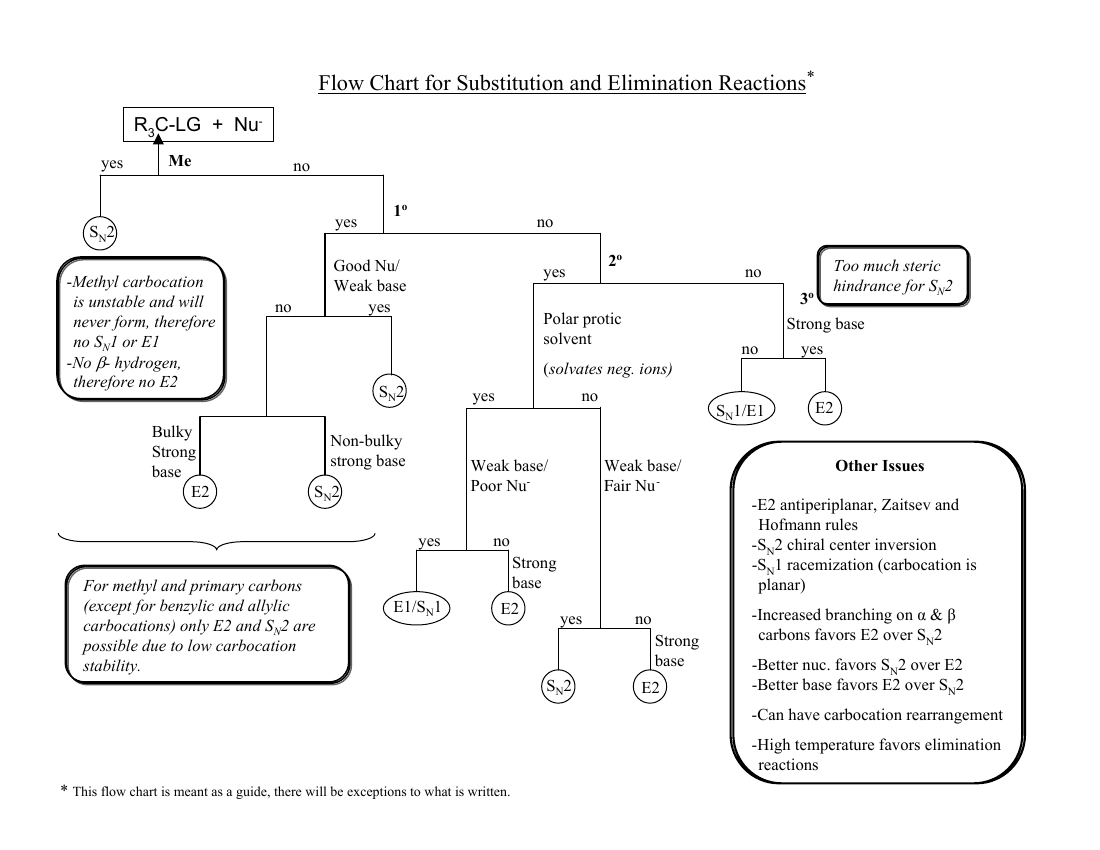 Flow Chart for Substitution and Elimination Reactions*
R3C-LG + Nu-
yes
Me
no
SN2
-Methyl carbocation
is unstable and will
never form, therefore
no SN1 or E1
-No β- hydrogen,
therefore no E2
yes
1º
no
Good Nu/
Weak base
no
yes
SN2
Bulky
Strong
base
E2
Non-bulky
strong base
SN2
For methyl and primary carbons
(except for benzylic and allylic
carbocations) only E2 and SN2 are
possible due to low carbocation
stability.
yes
2º
no
Polar protic
solvent
(solvates neg. ions)
yes
no
Weak base/
Poor Nu-
yes
no
Strong
base
E1/SN1
E2
Weak base/
Fair Nu-
yes
no
Strong
base
SN2
E2
3º
Too much steric
hindrance for SN2
Strong base
no
yes
SN1/E1
E2
Other Issues
-E2 antiperiplanar, Zaitsev and
Hofmann rules
-SN2 chiral center inversion
-SN1 racemization (carbocation is
planar)
-Increased branching on α & β
carbons favors E2 over SN2
-Better nuc. favors SN2 over E2
-Better base favors E2 over SN2
-Can have carbocation rearrangement
-High temperature favors elimination
reactions
* This flow chart is meant as a guide, there will be exceptions to what is written.